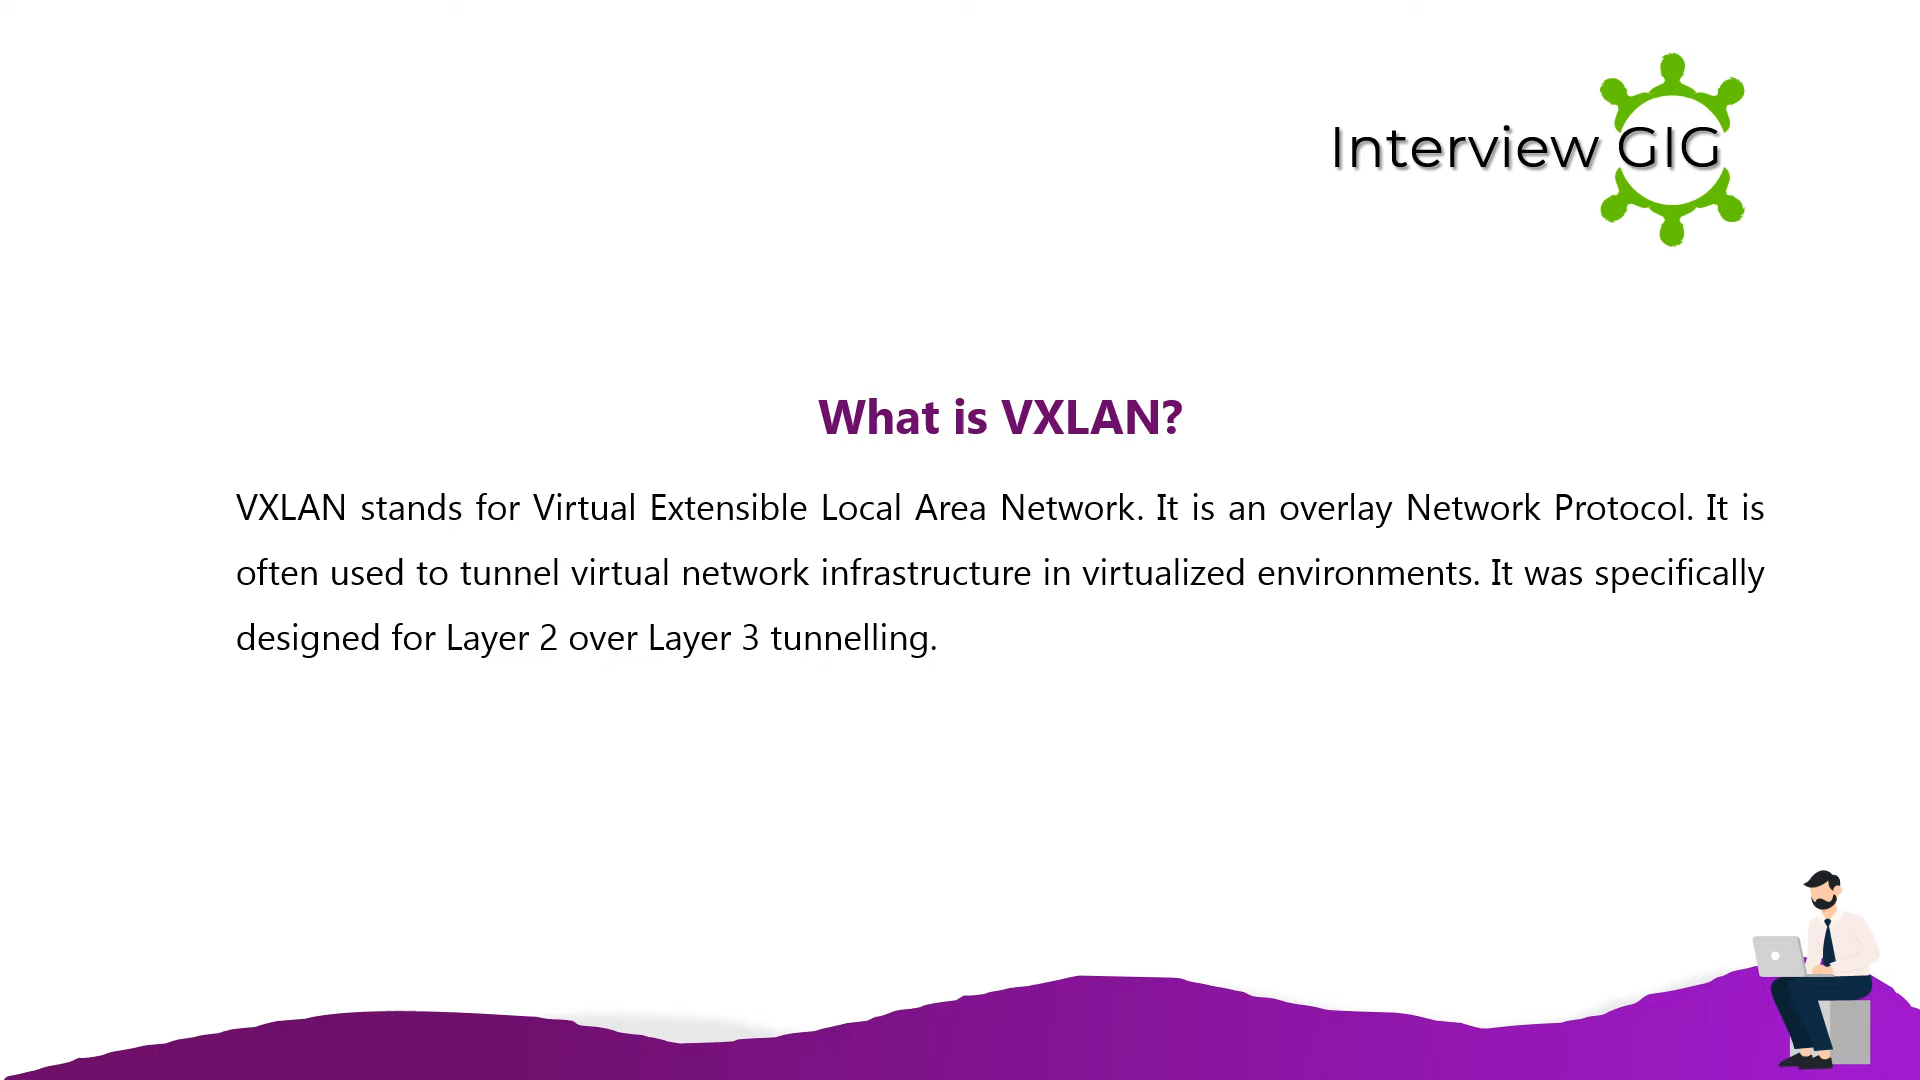 Interview GIG
What is VXLAN?
VXLAN stands for Virtual Extensible Local Area Network. It is an overlay Network Protocol. It is
often used to tunnel virtual network infrastructure in virtualized environments. It was specifically
designed for Layer 2 over Layer 3 tunnelling.